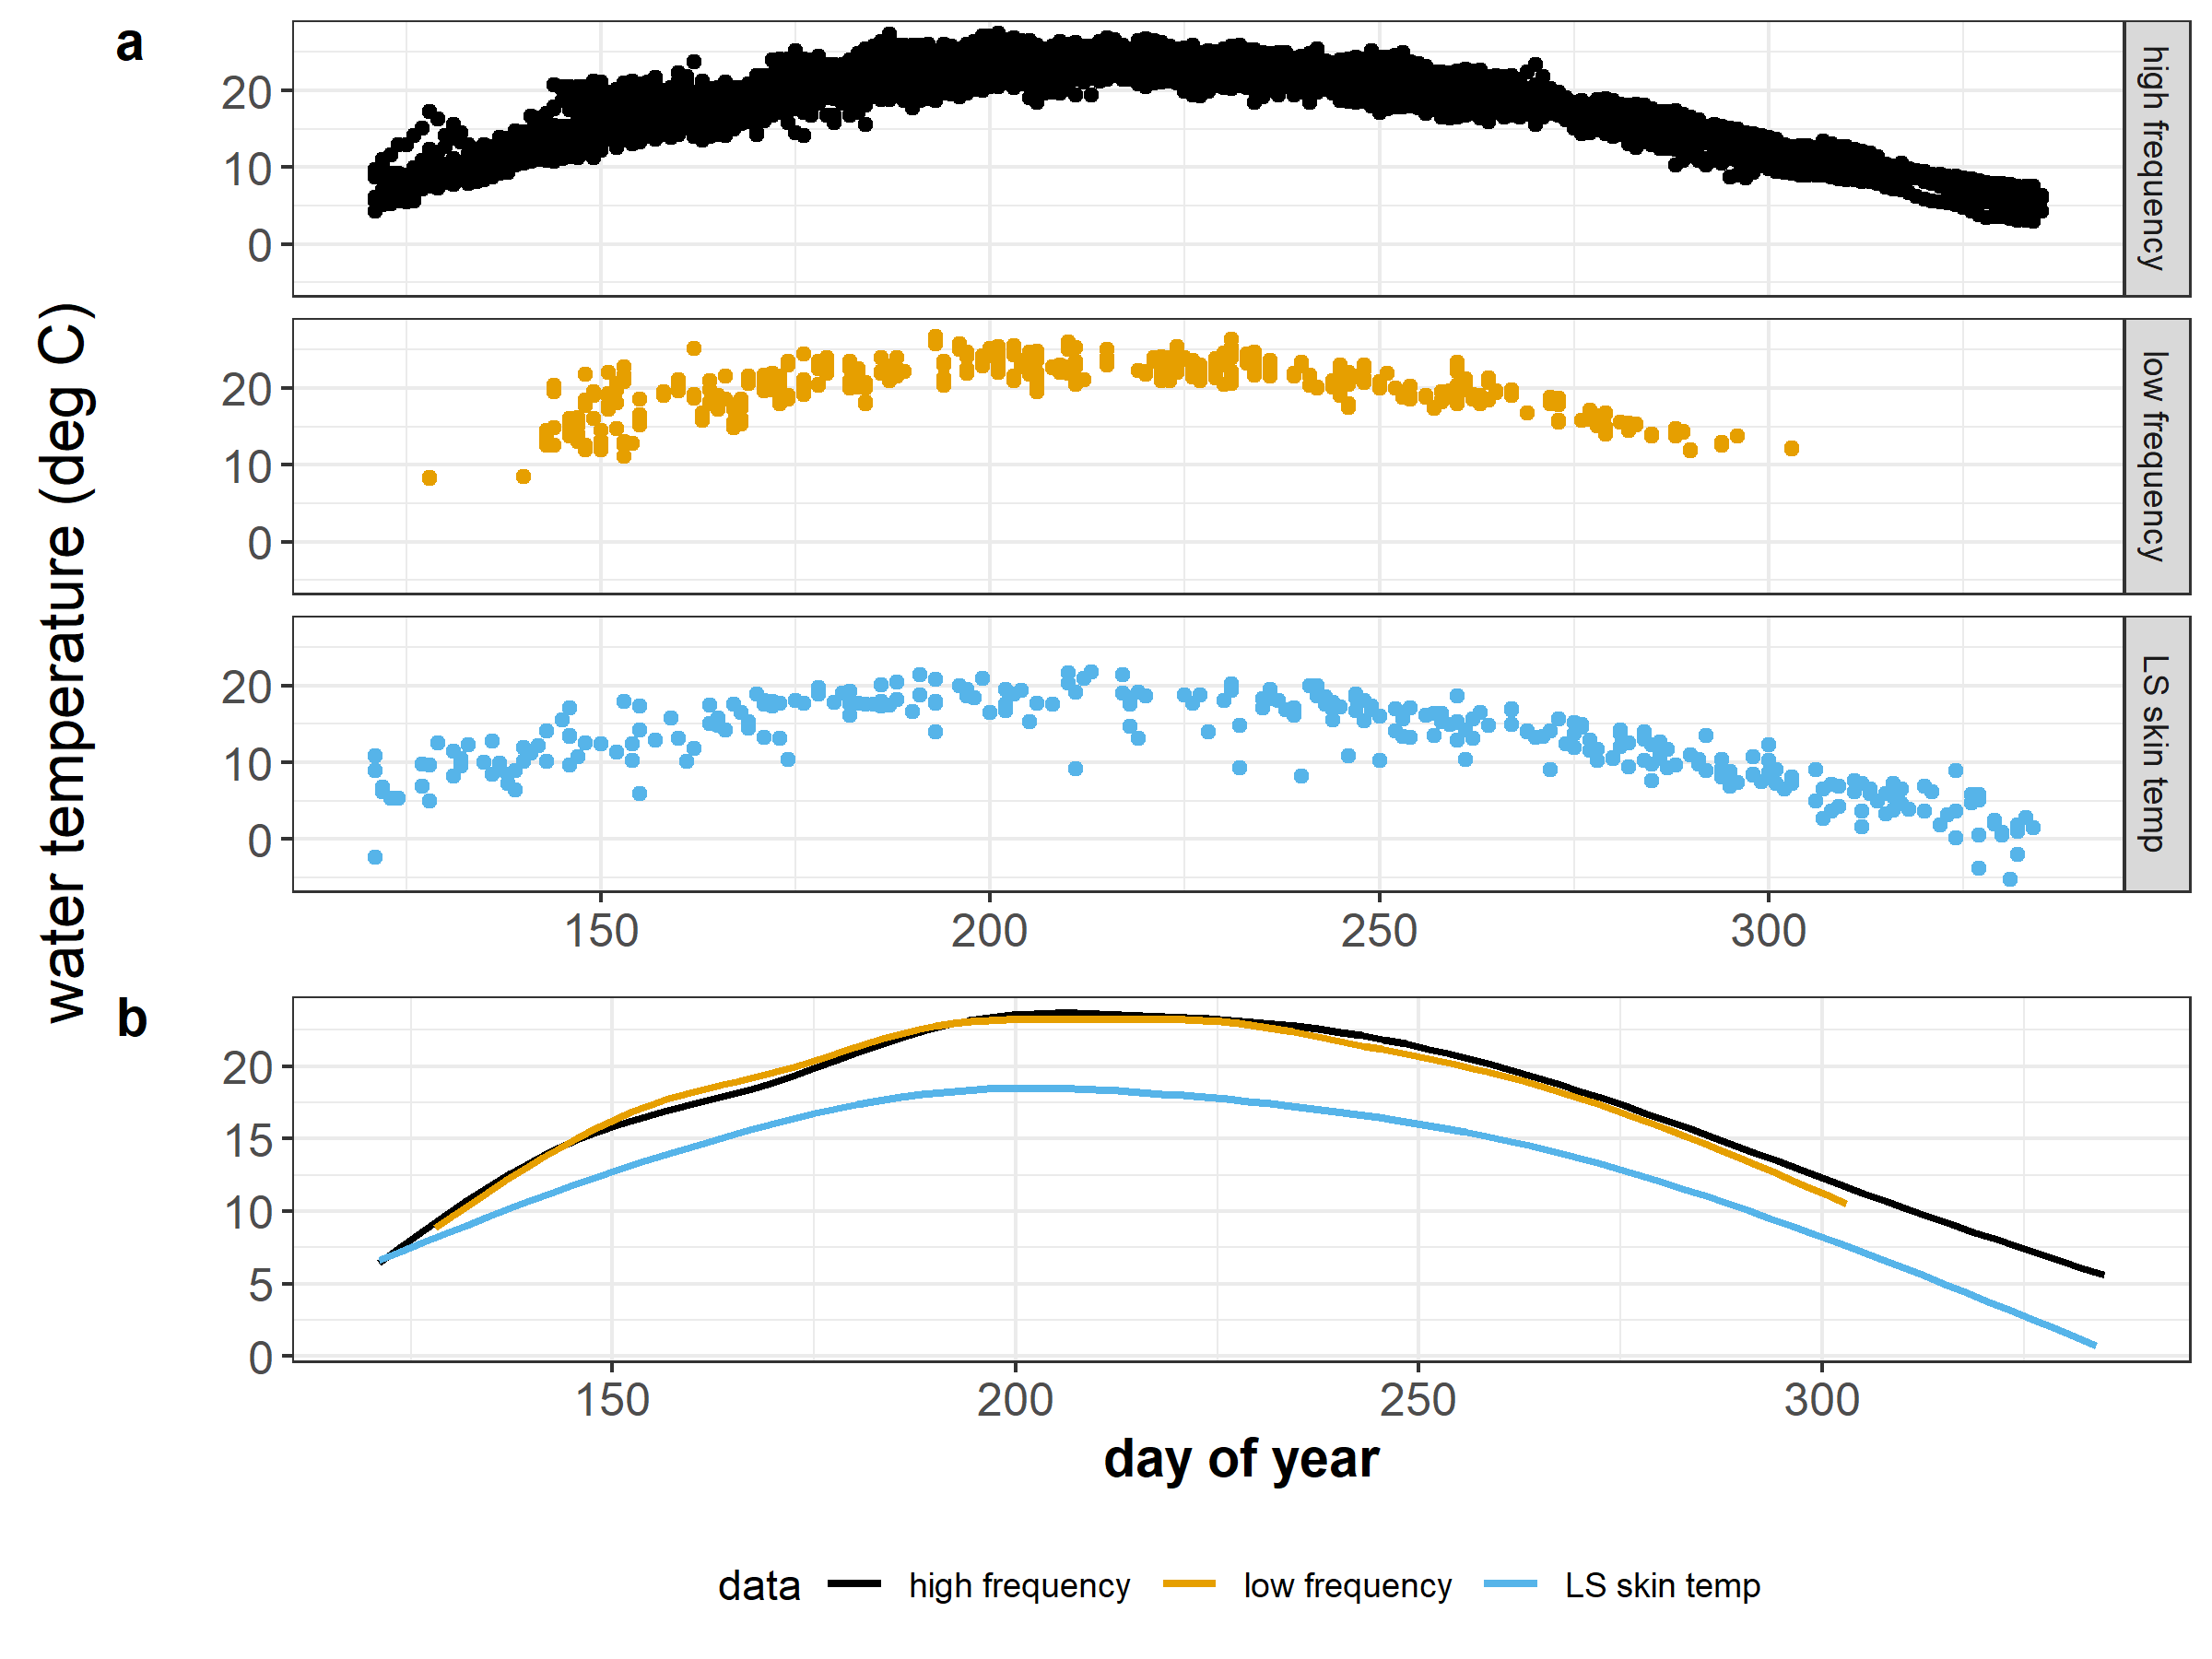 a
water temperature (deg C)
20
10
0
high frequency
20
10
0
low frequency
20
10
0
LS skin temp
150 200 250 300
b
20
15
10
5
0
150 200 250 300
day of year
data high frequency low frequency LS skin temp